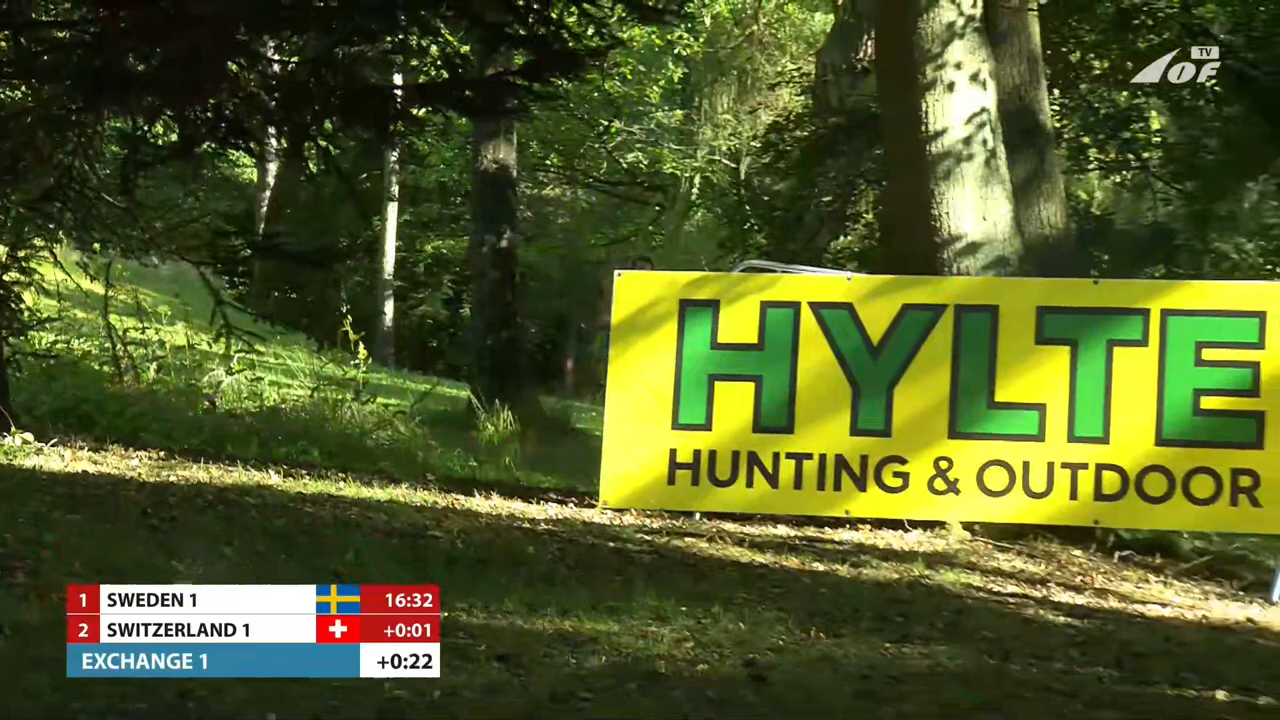 TV
OF
HYLTE
HUNTING & OUTDOOR
1 SWEDEN 1 16:32
2 SWITZERLAND 1 +0:01
EXCHANGE 1 +0:22